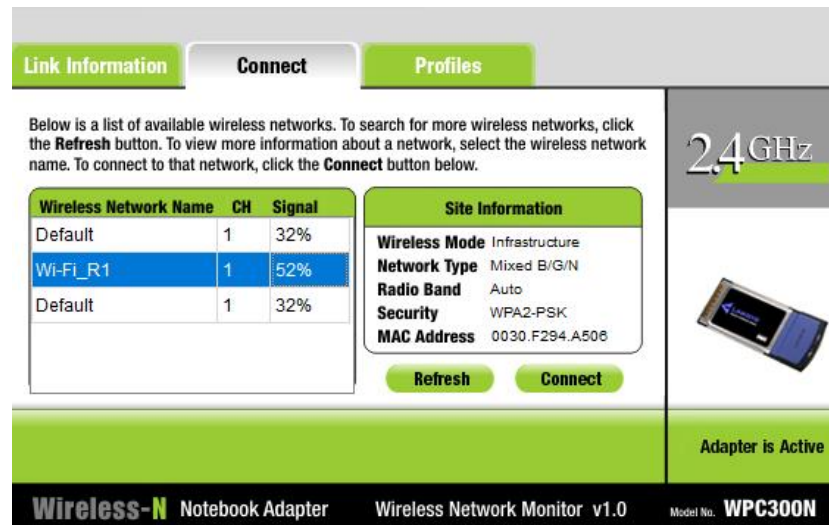 Link Information
Connect
Profiles
Below is a list of available wireless networks. To search for more wireless networks, click
the Refresh button. To view more information about a network, select the wireless network
name. To connect to that network, click the Connect button below.
2.4GHz
Wireless Network Name CH Signal
Default 1 32%
Wi-Fi_R1 1 52%
Default 1 32%
Site Information
Wireless Mode Infrastructure
Network Type Mixed B/G/N
Radio Band Auto
Security WPA2-PSK
MAC Address 0030.F294.A506
Refresh
Connect
Adapter is Active
Wireless-N Notebook Adapter Wireless Network Monitor v1.0 Model No. WPC300N